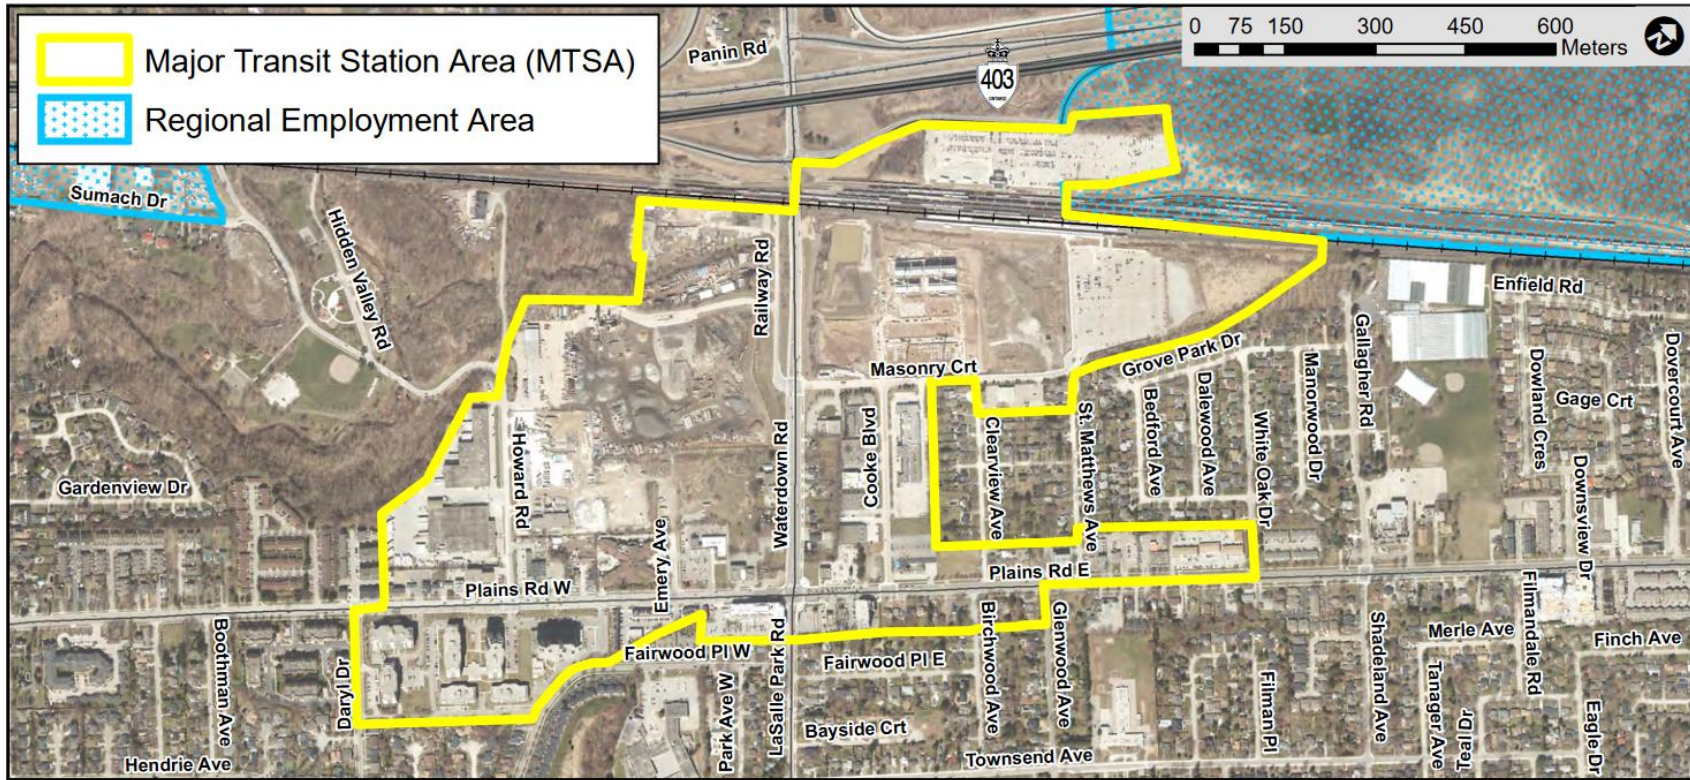 Major Transit Station Area (MTSA)
Regional Employment Area
Panin Rd
403
ONTARIO
0 75 150 300 450 600
Meters
Sumach Dr
Hidden Valley Rd
Railway Rd
Enfield Rd
Masonry Crt
Grove Park Dr
Gallagher Rd
Dowland Cres
Gage Crt
Dovercourt Ave
Manorwood Dr
White Oak Dr
Dalewood Ave
Bedford Ave
St. Matthews Ave
Clearview Ave
Cooke Blvd
Waterdown Rd
Howard Rd
Gardenview Dr
Emery Ave
Downsview Dr
Plains Rd W
Plains Rd E
Boothman Ave
Daryl Dr
Fairwood Pl W
Fairwood Pl E
LaSalle Park Rd
Park Ave W
Birchwood Ave
Glenwood Ave
Filman Pl
Shadeland Ave
Merle Ave
Tanager Ave
Teal Dr
Filmandale Rd
Finch Ave
Eagle Dr
Bayside Crt
Townsend Ave
Hendrie Ave